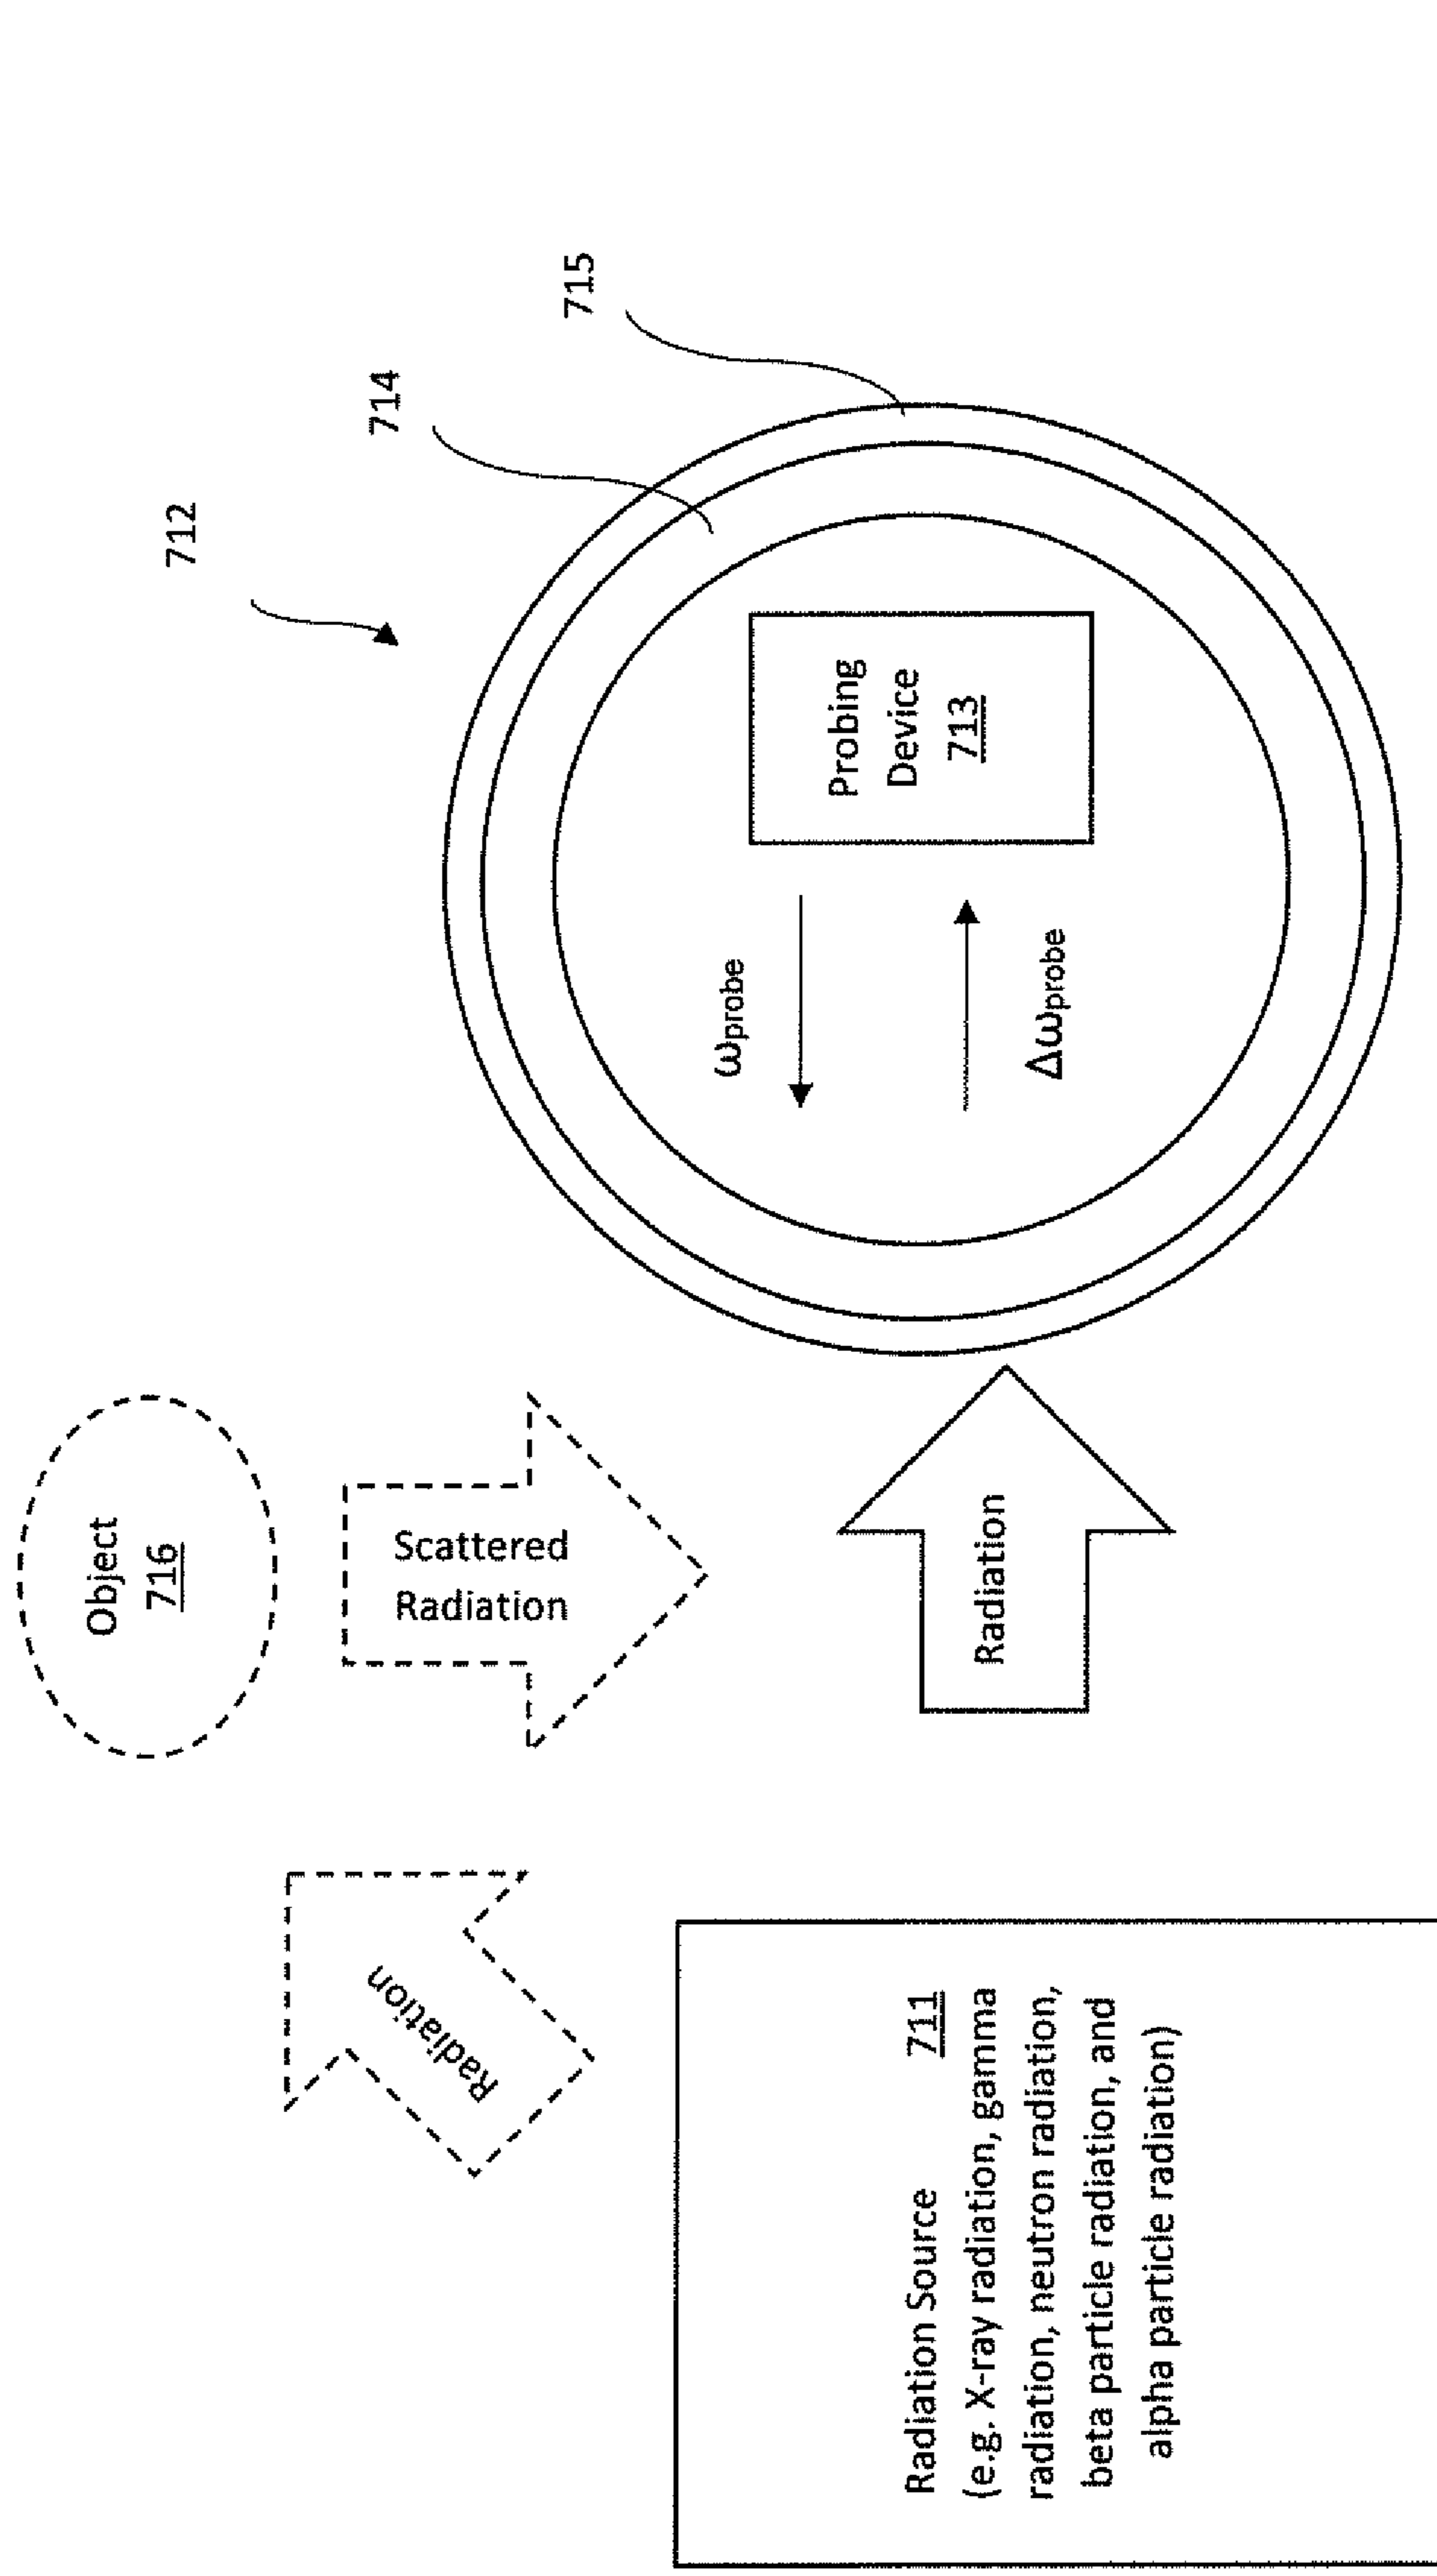 Object
716
Scattered
Radiation
Radiation
Radiation
Radiation Source 711
(e.g. X-ray radiation, gamma
radiation, neutron radiation,
beta particle radiation, and
alpha particle radiation)
712
714
715
Probing
Device
713
ωprobe
Δωprobe